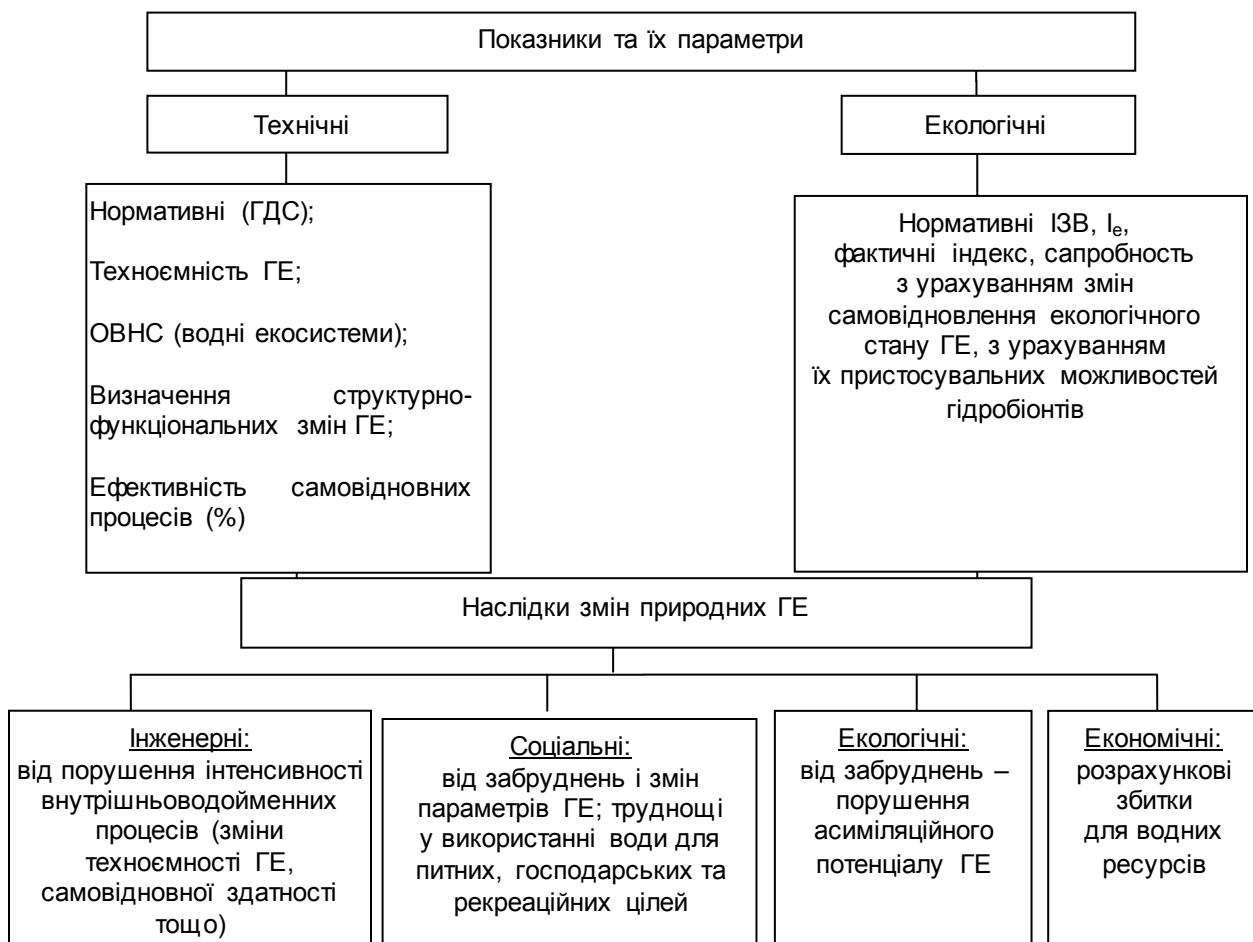 Показники та їх параметри
Технічні
Екологічні
Нормативні (ГДС);
Техноємність ГЕ;
ОВНС (водні екосистеми);
Визначення структурно-
функціональних змін ГЕ;
Ефективність самовідновних
процесів (%)
Нормативні ІЗВ, Iе,
фактичні індекс, сапробность
з урахуванням змін
самовідновлення екологічного
стану ГЕ, з урахуванням
їх пристосувальних можливостей
гідробіонтів
Наслідки змін природних ГЕ
Інженерні:
від порушення інтенсивності
внутрішньоводойменних
процесів (зміни
техноємності ГЕ,
самовідновної здатності
тощо)
Соціальні:
від забруднень і змін
параметрів ГЕ; труднощі
у використанні води для
питних, господарських та
рекреаційних цілей
Екологічні:
від забруднень –
порушення
асиміляційного
потенціалу ГЕ
Економічні:
розрахункові
збитки
для водних
ресурсів